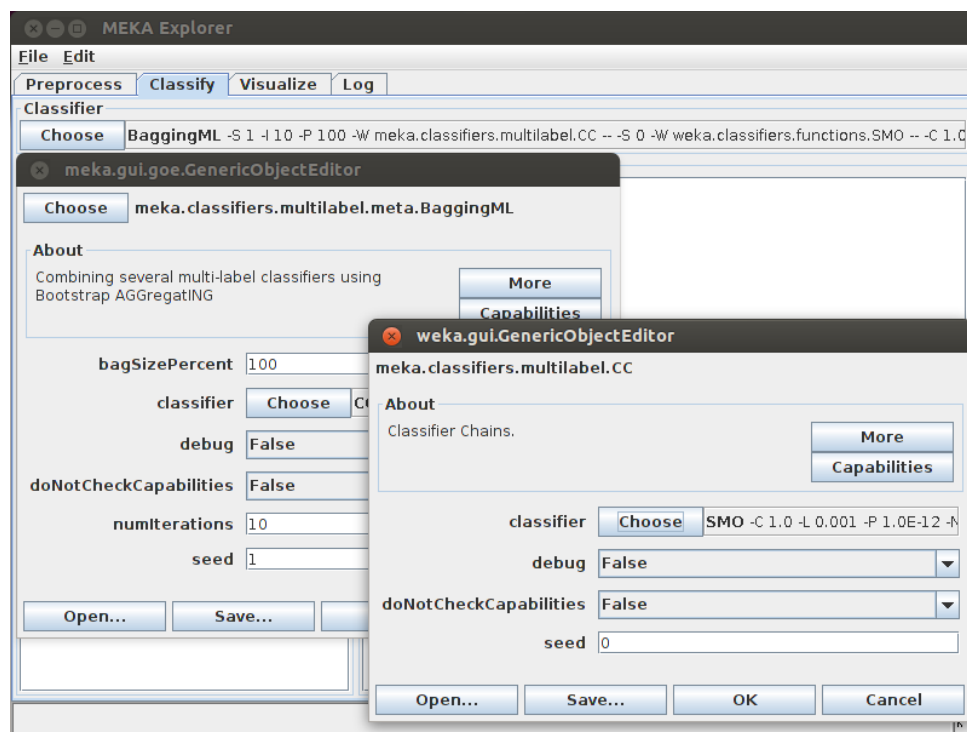 MEKA Explorer
File Edit
Preprocess Classify Visualize Log
Classifier
Choose BaggingML -S 1 -I 10 -P 100 -W meka.classifiers.multilabel.CC -- -S 0 -W weka.classifiers.functions.SMO -- -C 1.0
meka.gui.goe.GenericObjectEditor
Choose meka.classifiers.multilabel.meta.BaggingML
About
Combining several multi-label classifiers using
Bootstrap AGGregatING
More
Capabilities
bagSizePercent 100
classifier Choose
debug False
doNotCheckCapabilities False
numIterations 10
seed 1
Open... Save...
weka.gui.GenericObjectEditor
meka.classifiers.multilabel.CC
About
Classifier Chains.
More
Capabilities
classifier Choose SMO -C 1.0 -L 0.001 -P 1.0E-12 -N
debug False
doNotCheckCapabilities False
seed 0
Open... Save... OK Cancel